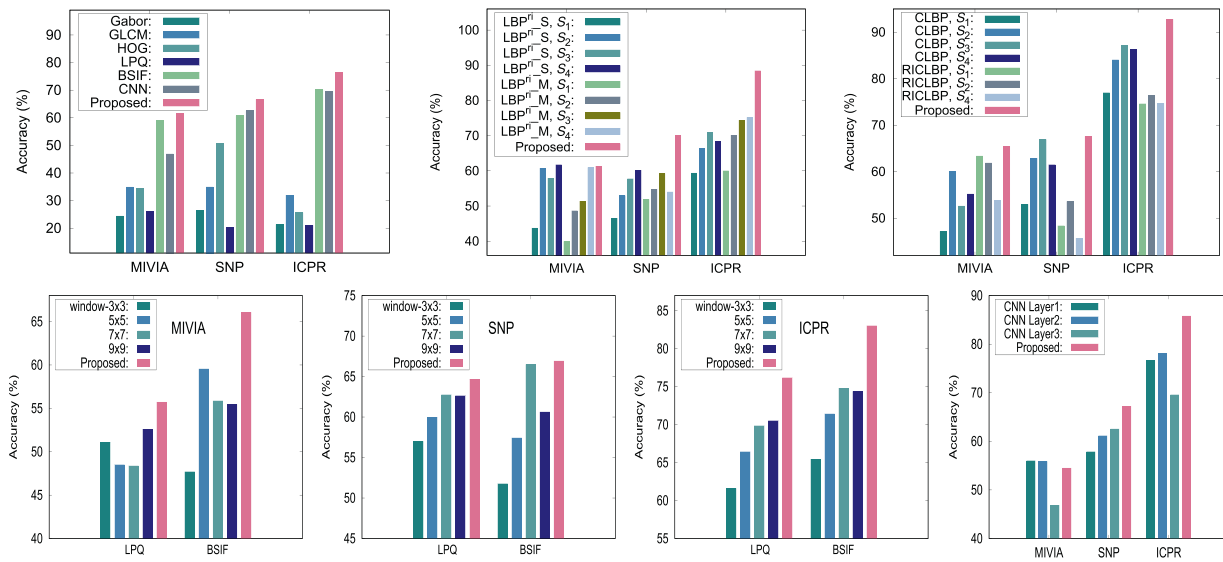 Accuracy (%)
90
80
70
60
50
40
30
20
Gabor:
GLCM:
HOG:
LPQ:
BSIF:
CNN:
Proposed:
MIVIA SNP ICPR
Accuracy (%)
100
90
80
70
60
50
40
LBP^ri_S, S₁:
LBP^ri_S, S₂:
LBP^ri_S, S₃:
LBP^ri_S, S₄:
LBP^ri_M, S₁:
LBP^ri_M, S₂:
LBP^ri_M, S₃:
LBP^ri_M, S₄:
Proposed:
MIVIA SNP ICPR
Accuracy (%)
90
80
70
60
50
CLBP, S₁:
CLBP, S₂:
CLBP, S₃:
CLBP, S₄:
RICLBP, S₁:
RICLBP, S₂:
RICLBP, S₄:
Proposed:
MIVIA SNP ICPR
Accuracy (%)
65
60
55
50
45
40
window-3x3:
5x5:
7x7:
9x9:
Proposed:
MIVIA
LPQ BSIF
Accuracy (%)
75
70
65
60
55
50
45
window-3x3:
5x5:
7x7:
9x9:
Proposed:
SNP
LPQ BSIF
Accuracy (%)
85
80
75
70
65
60
55
window-3x3:
5x5:
7x7:
9x9:
Proposed:
ICPR
LPQ BSIF
Accuracy (%)
90
80
70
60
50
40
CNN Layer1:
CNN Layer2:
CNN Layer3:
Proposed:
MIVIA SNP ICPR